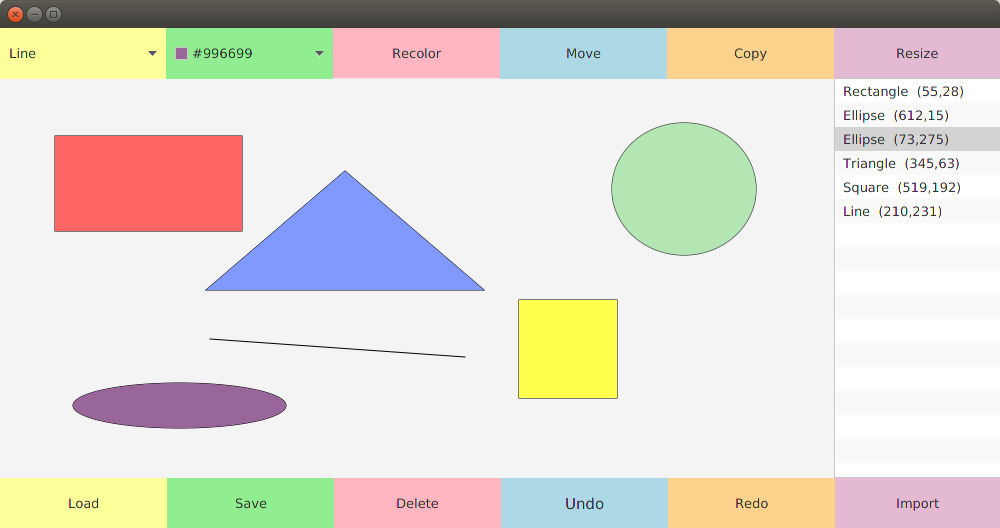 Line #996699 Recolor Move Copy Resize
Rectangle (55,28)
Ellipse (612,15)
Ellipse (73,275)
Triangle (345,63)
Square (519,192)
Line (210,231)
Load Save Delete Undo Redo Import